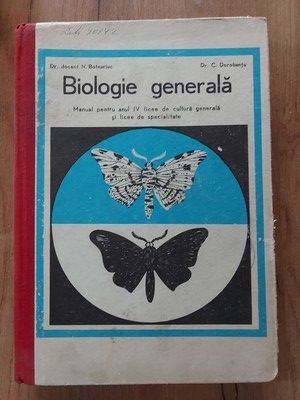 Dr. docent N. Botnariuc
Dr. C. Dorobanțu
Biologie generală
Manual pentru anul IV licee de cultură generală
și licee de specialitate